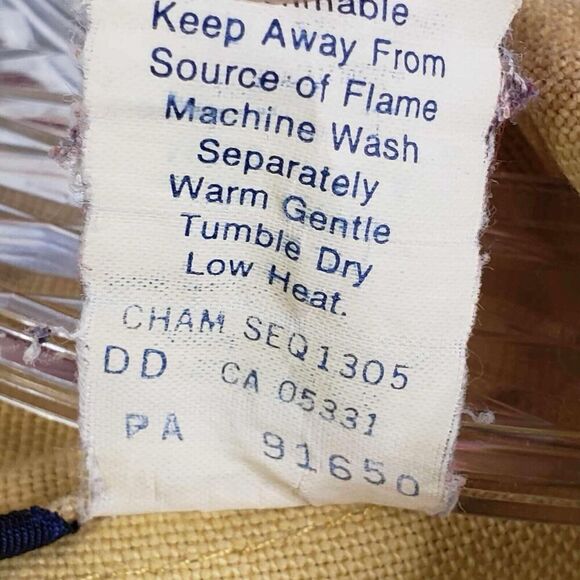 Keep Away From
Source of Flame
Machine Wash
Separately
Warm Gentle
Tumble Dry
Low Heat.
CHAM SEQ1305
DD CA 05331
PA 91650